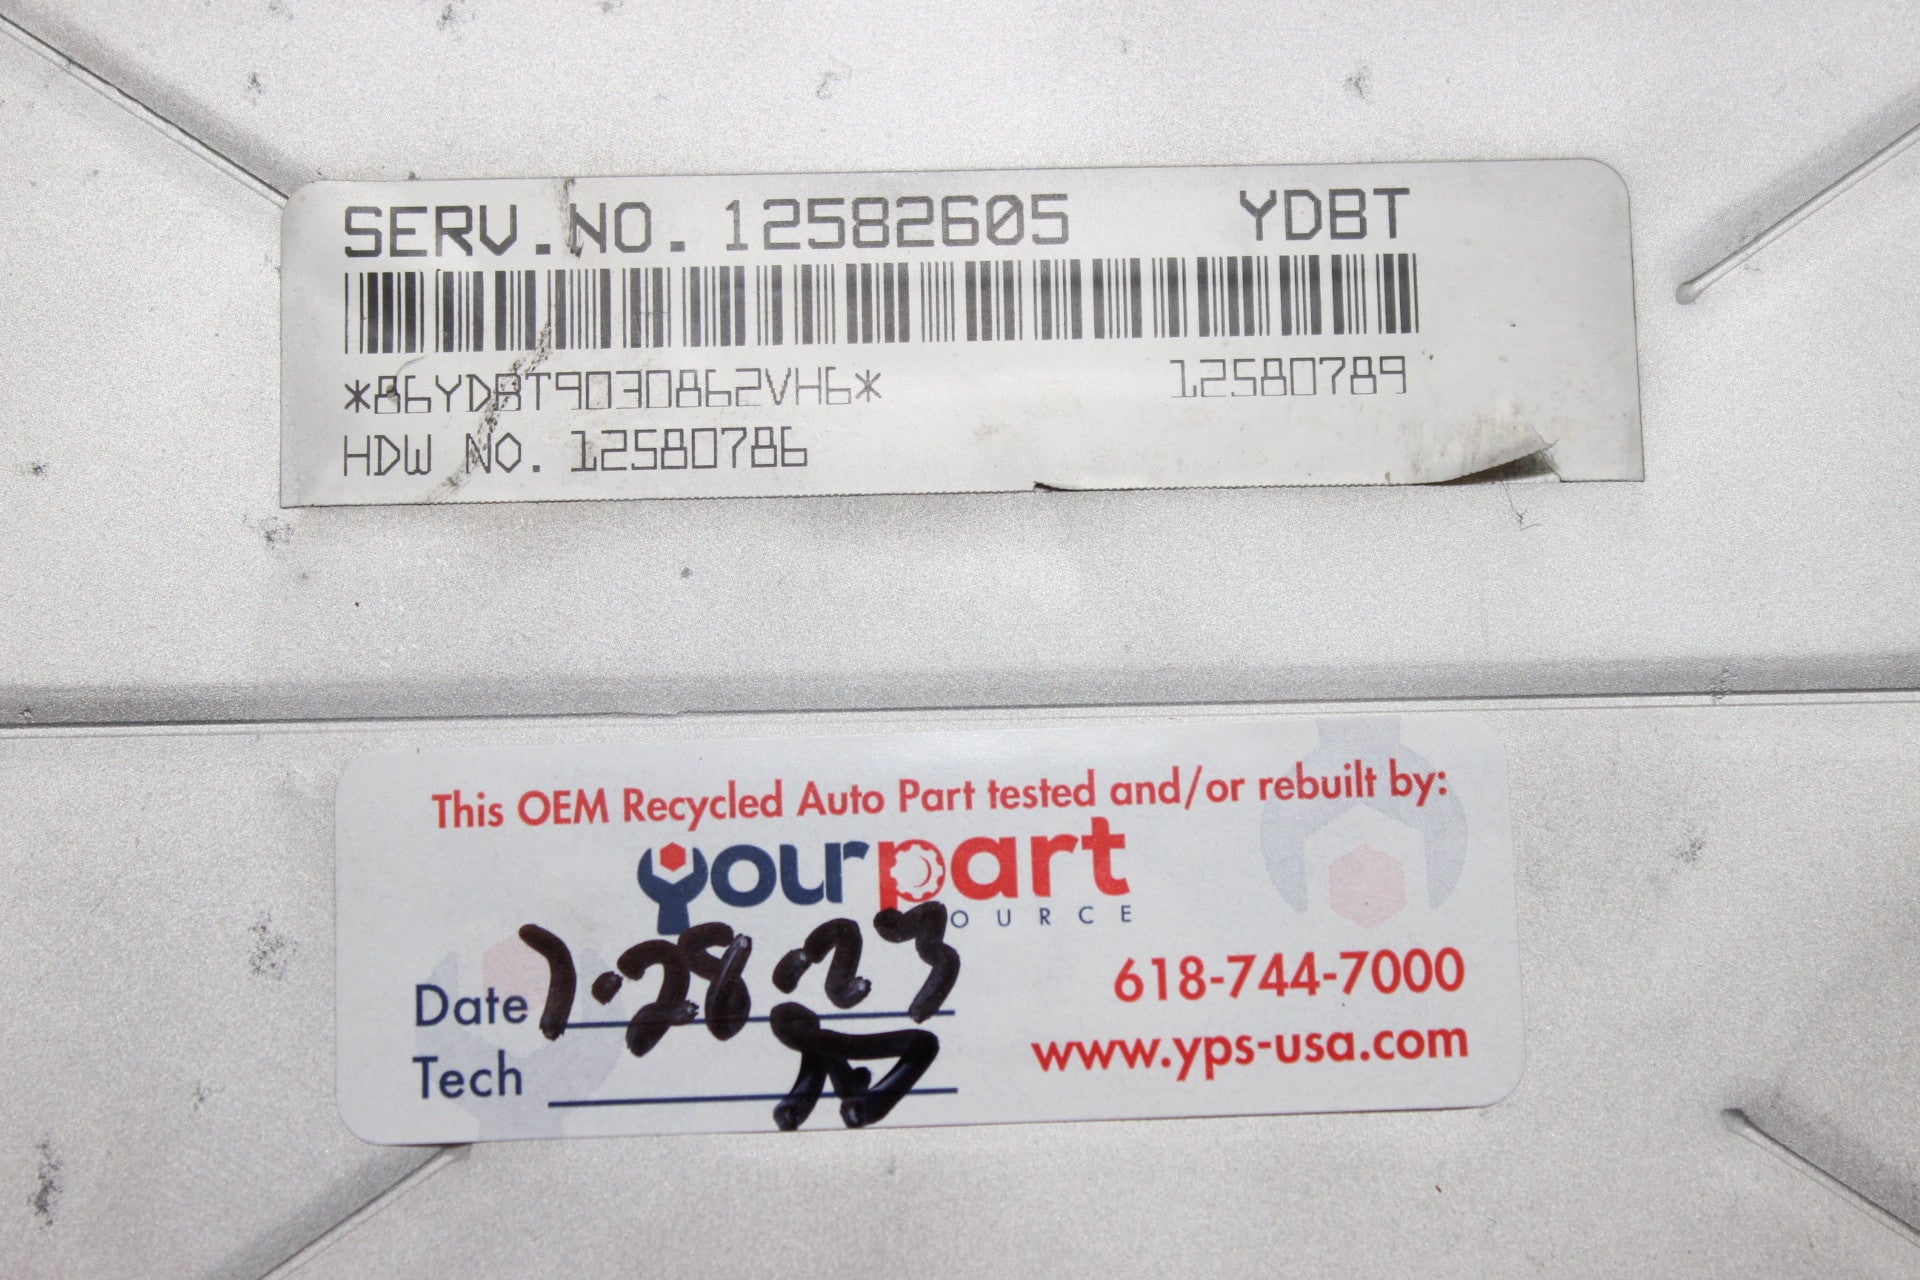 SERV.NO. 12582605 YDBT
*86YDBT9030862VH6* 12580789
HDW NO. 12580786
This OEM Recycled Auto Part tested and/or rebuilt by:
yourpart
OURCE
Date 7-28-23
618-744-7000
www.yps-usa.com
Tech